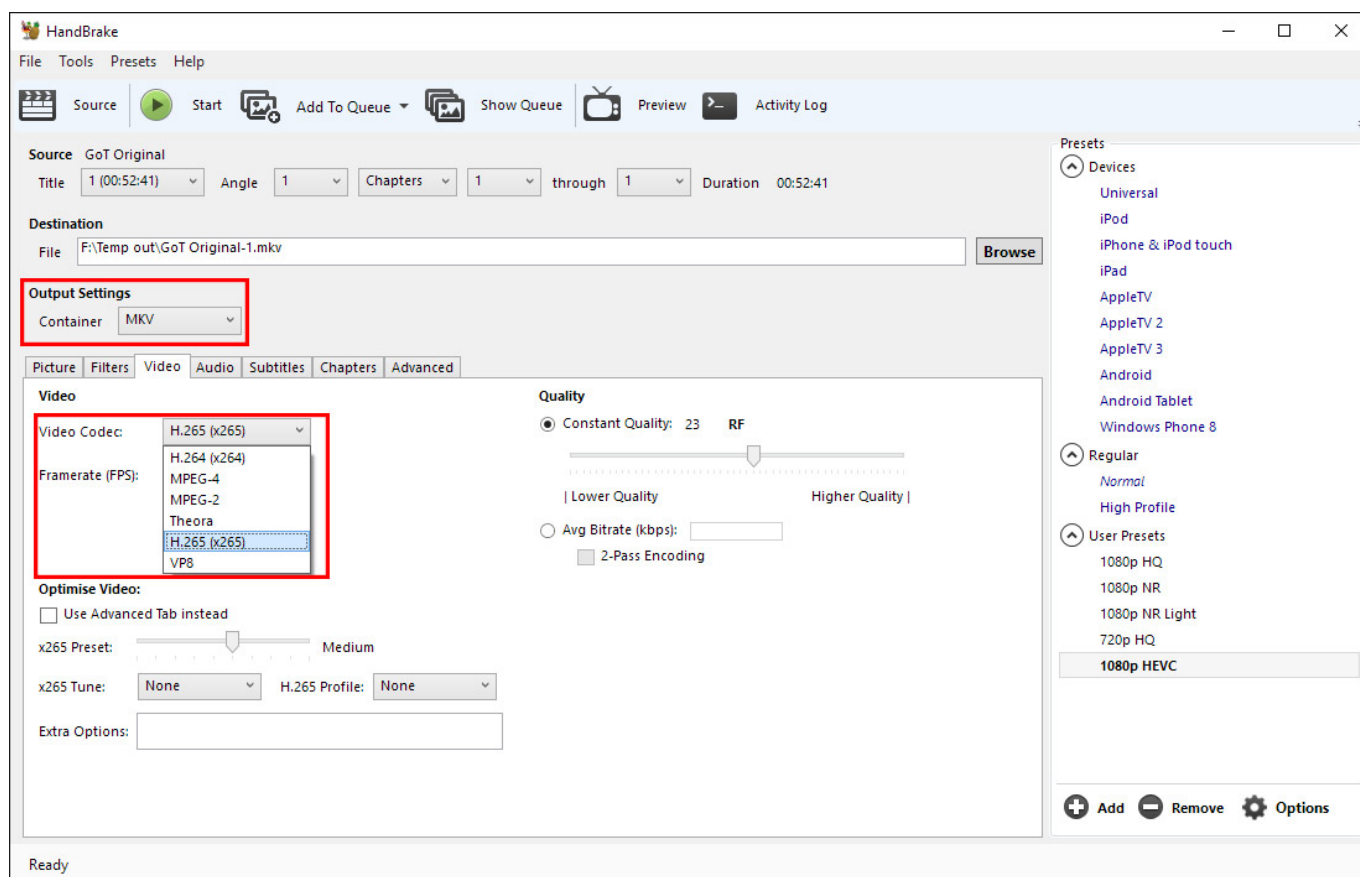 HandBrake
File Tools Presets Help
Source Start Add To Queue Show Queue Preview Activity Log
Source GoT Original
Title 1 (00:52:41) Angle 1 Chapters 1 through 1 Duration 00:52:41
Destination
File F:\Temp out\GoT Original-1.mkv Browse
Output Settings
Container MKV
Picture Filters Video Audio Subtitles Chapters Advanced
Video
Video Codec: H.265 (x265)
Framerate (FPS):
H.264 (x264)
MPEG-4
MPEG-2
Theora
H.265 (x265)
VP8
Quality
Constant Quality: 23 RF
| Lower Quality Higher Quality |
Avg Bitrate (kbps):
2-Pass Encoding
Optimise Video:
Use Advanced Tab instead
x265 Preset: Medium
x265 Tune: None H.265 Profile: None
Extra Options:
Presets
Devices
Universal
iPod
iPhone & iPod touch
iPad
AppleTV
AppleTV 2
AppleTV 3
Android
Android Tablet
Windows Phone 8
Regular
Normal
High Profile
User Presets
1080p HQ
1080p NR
1080p NR Light
720p HQ
1080p HEVC
Add Remove Options
Ready